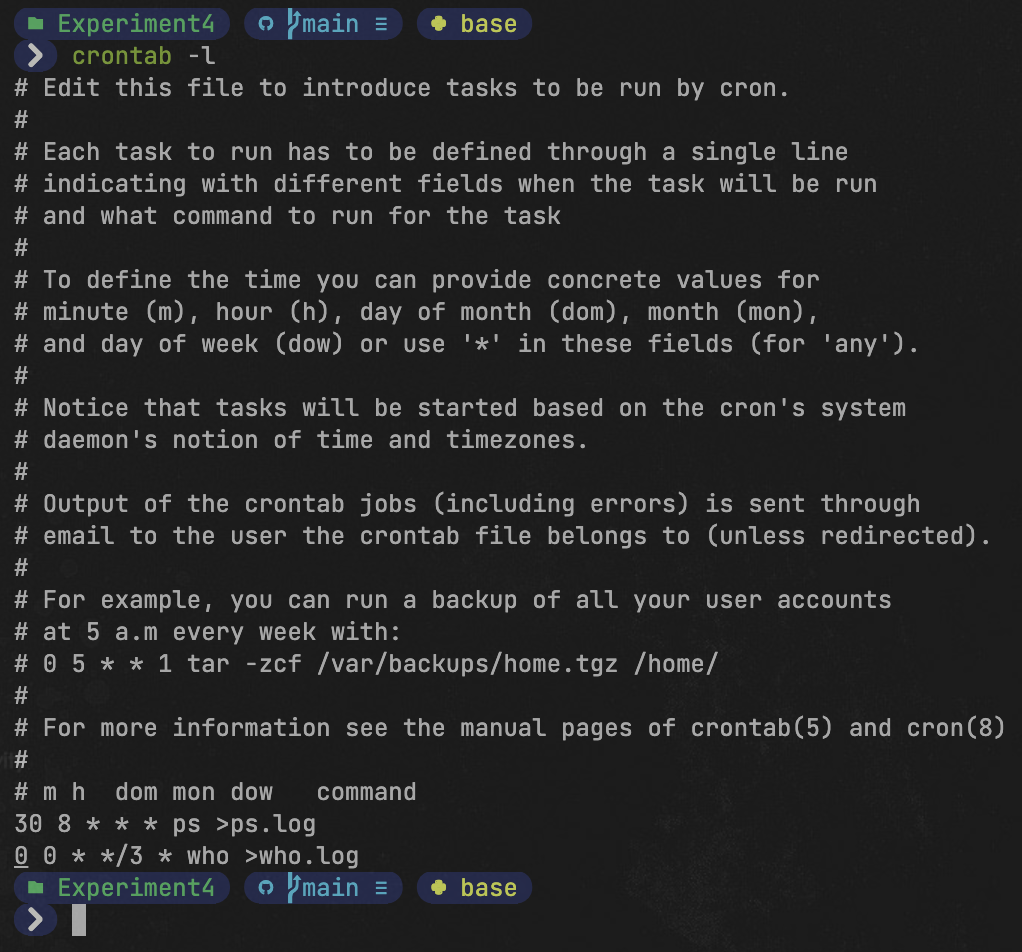 Experiment4 main ≡ base
❯ crontab -l
# Edit this file to introduce tasks to be run by cron.
#
# Each task to run has to be defined through a single line
# indicating with different fields when the task will be run
# and what command to run for the task
#
# To define the time you can provide concrete values for
# minute (m), hour (h), day of month (dom), month (mon),
# and day of week (dow) or use '*' in these fields (for 'any').
#
# Notice that tasks will be started based on the cron's system
# daemon's notion of time and timezones.
#
# Output of the crontab jobs (including errors) is sent through
# email to the user the crontab file belongs to (unless redirected).
#
# For example, you can run a backup of all your user accounts
# at 5 a.m every week with:
# 0 5 * * 1 tar -zcf /var/backups/home.tgz /home/
#
# For more information see the manual pages of crontab(5) and cron(8)
#
# m h  dom mon dow   command
30 8 * * * ps >ps.log
0 0 * */3 * who >who.log
Experiment4 main ≡ base
❯